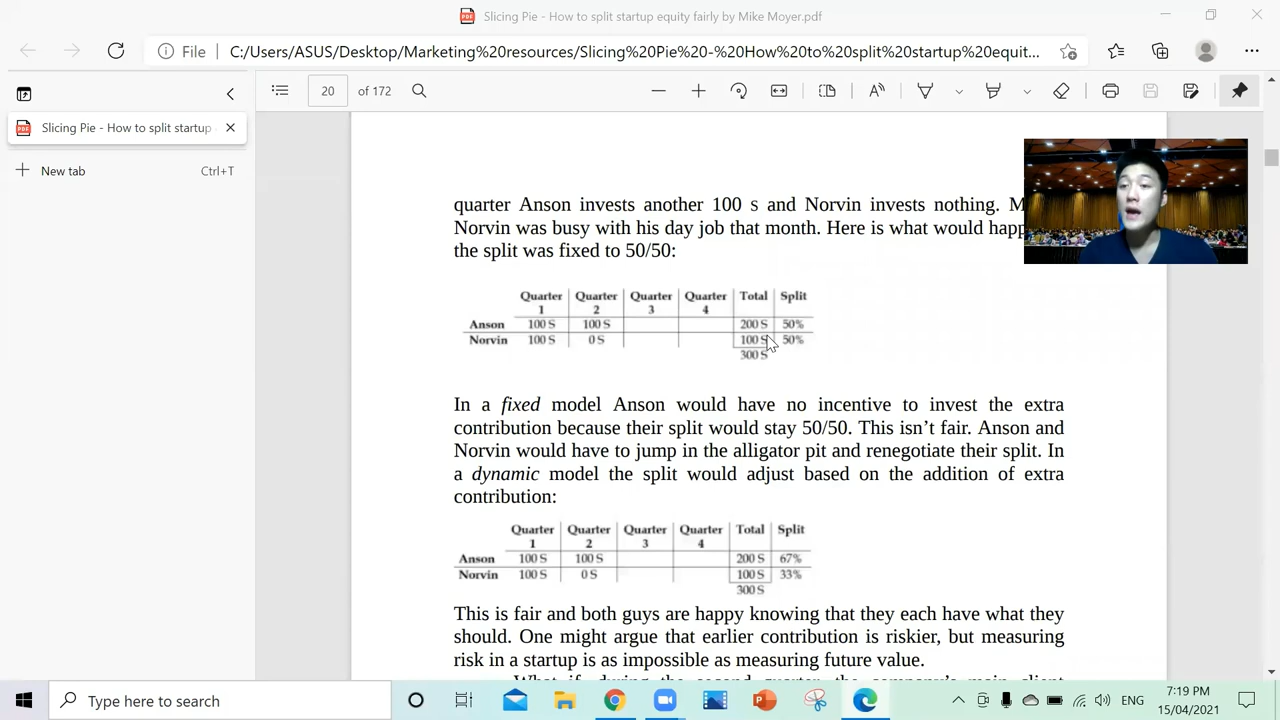 Slicing Pie - How to split startup equity fairly by Mike Moyer.pdf
File C:/Users/ASUS/Desktop/Marketing%20resources/Slicing%20Pie%20-%20How%20to%20split%20startup%20equit...
20 of 172
Slicing Pie - How to split startup
New tab Ctrl+T
quarter Anson invests another 100 S and Norvin invests nothing.
Norvin was busy with his day job that month. Here is what would happ
the split was fixed to 50/50:
Quarter 1 Quarter 2 Quarter 3 Quarter 4 Total Split
Anson 100 S 100 S 200 S 50%
Norvin 100 S 0 S 100 S 50%
300 S
In a fixed model Anson would have no incentive to invest the extra
contribution because their split would stay 50/50. This isn’t fair. Anson and
Norvin would have to jump in the alligator pit and renegotiate their split. In
a dynamic model the split would adjust based on the addition of extra
contribution:
Quarter 1 Quarter 2 Quarter 3 Quarter 4 Total Split
Anson 100 S 100 S 200 S 67%
Norvin 100 S 0 S 100 S 33%
300 S
This is fair and both guys are happy knowing that they each have what they
should. One might argue that earlier contribution is riskier, but measuring
risk in a startup is as impossible as measuring future value.
What if, during the second quarter, the company’s main client
Type here to search
ENG
7:19 PM
15/04/2021